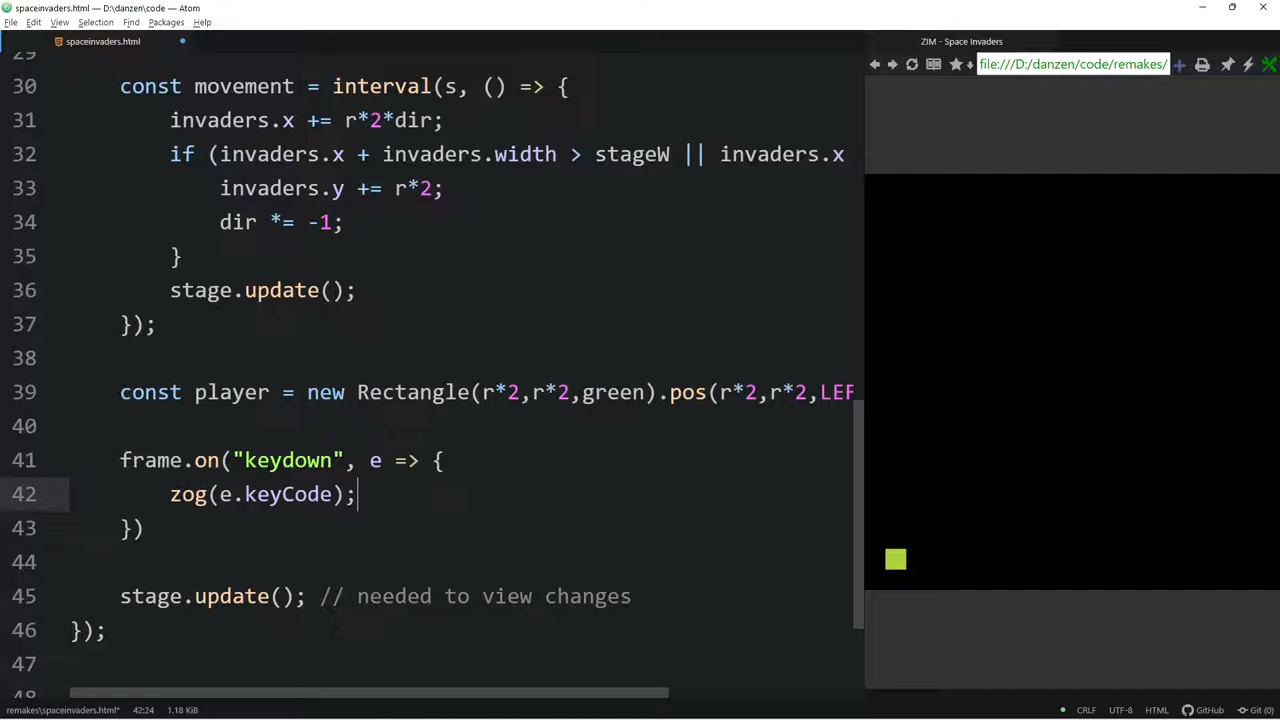 spaceinvaders.html — D:\danzen\code — Atom
File Edit View Selection Find Packages Help
spaceinvaders.html
ZIM - Space Invaders
file:///D:/danzen/code/remakes/
29
30 const movement = interval(s, () => {
31 invaders.x += r*2*dir;
32 if (invaders.x + invaders.width > stageW || invaders.x
33 invaders.y += r*2;
34 dir *= -1;
35 }
36 stage.update();
37 });
38
39 const player = new Rectangle(r*2,r*2,green).pos(r*2,r*2,LEF
40
41 frame.on("keydown", e => {
42 zog(e.keyCode);
43 })
44
45 stage.update(); // needed to view changes
46 });
47
48
remakes\spaceinvaders.html* 42:24 1.18 KiB CRLF UTF-8 HTML GitHub Git (0)